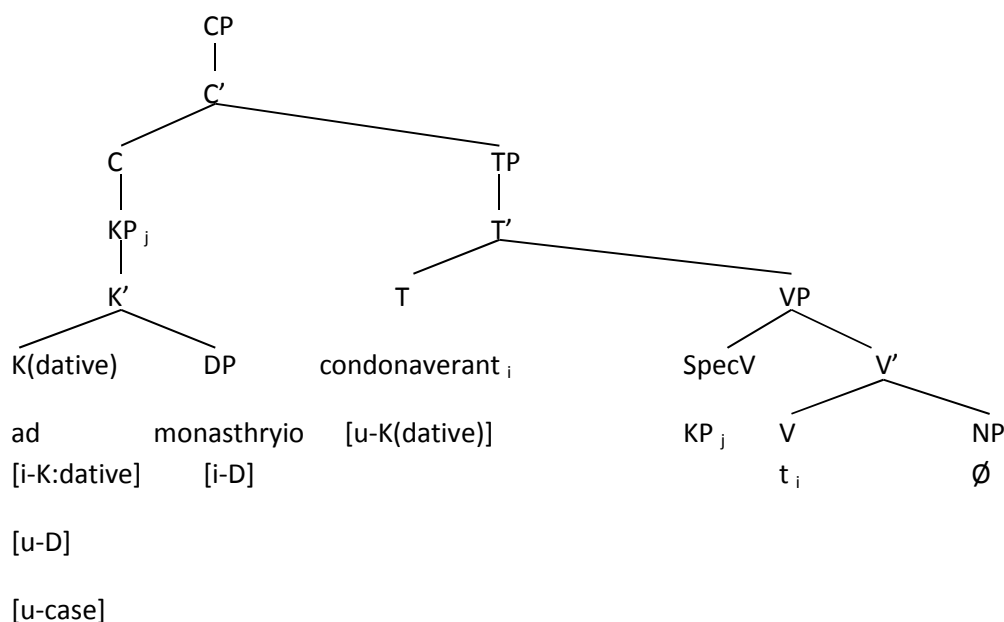 CP
C’
C TP
KP j T’
K’ T VP
K(dative) DP condonaverant i SpecV V’
ad monasthryio [u-K(dative)] KP j V NP
[i-K:dative] [i-D] t i Ø
[u-D]
[u-case]